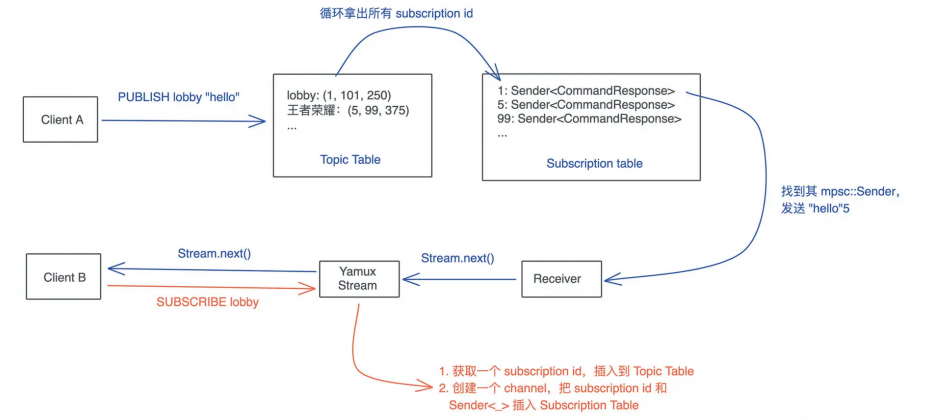 循环拿出所有 subscription id
lobby: (1, 101, 250)
王者荣耀：(5, 99, 375)
...
Topic Table
1: Sender<CommandResponse>
5: Sender<CommandResponse>
99: Sender<CommandResponse>
...
Subscription table
Client A
PUBLISH lobby "hello"
找到其 mpsc::Sender，
发送 "hello"5
Client B
Stream.next()
SUBSCRIBE lobby
Yamux
Stream
Stream.next()
Receiver
1. 获取一个 subscription id，插入到 Topic Table
2. 创建一个 channel，把 subscription id 和
Sender<_> 插入 Subscription Table